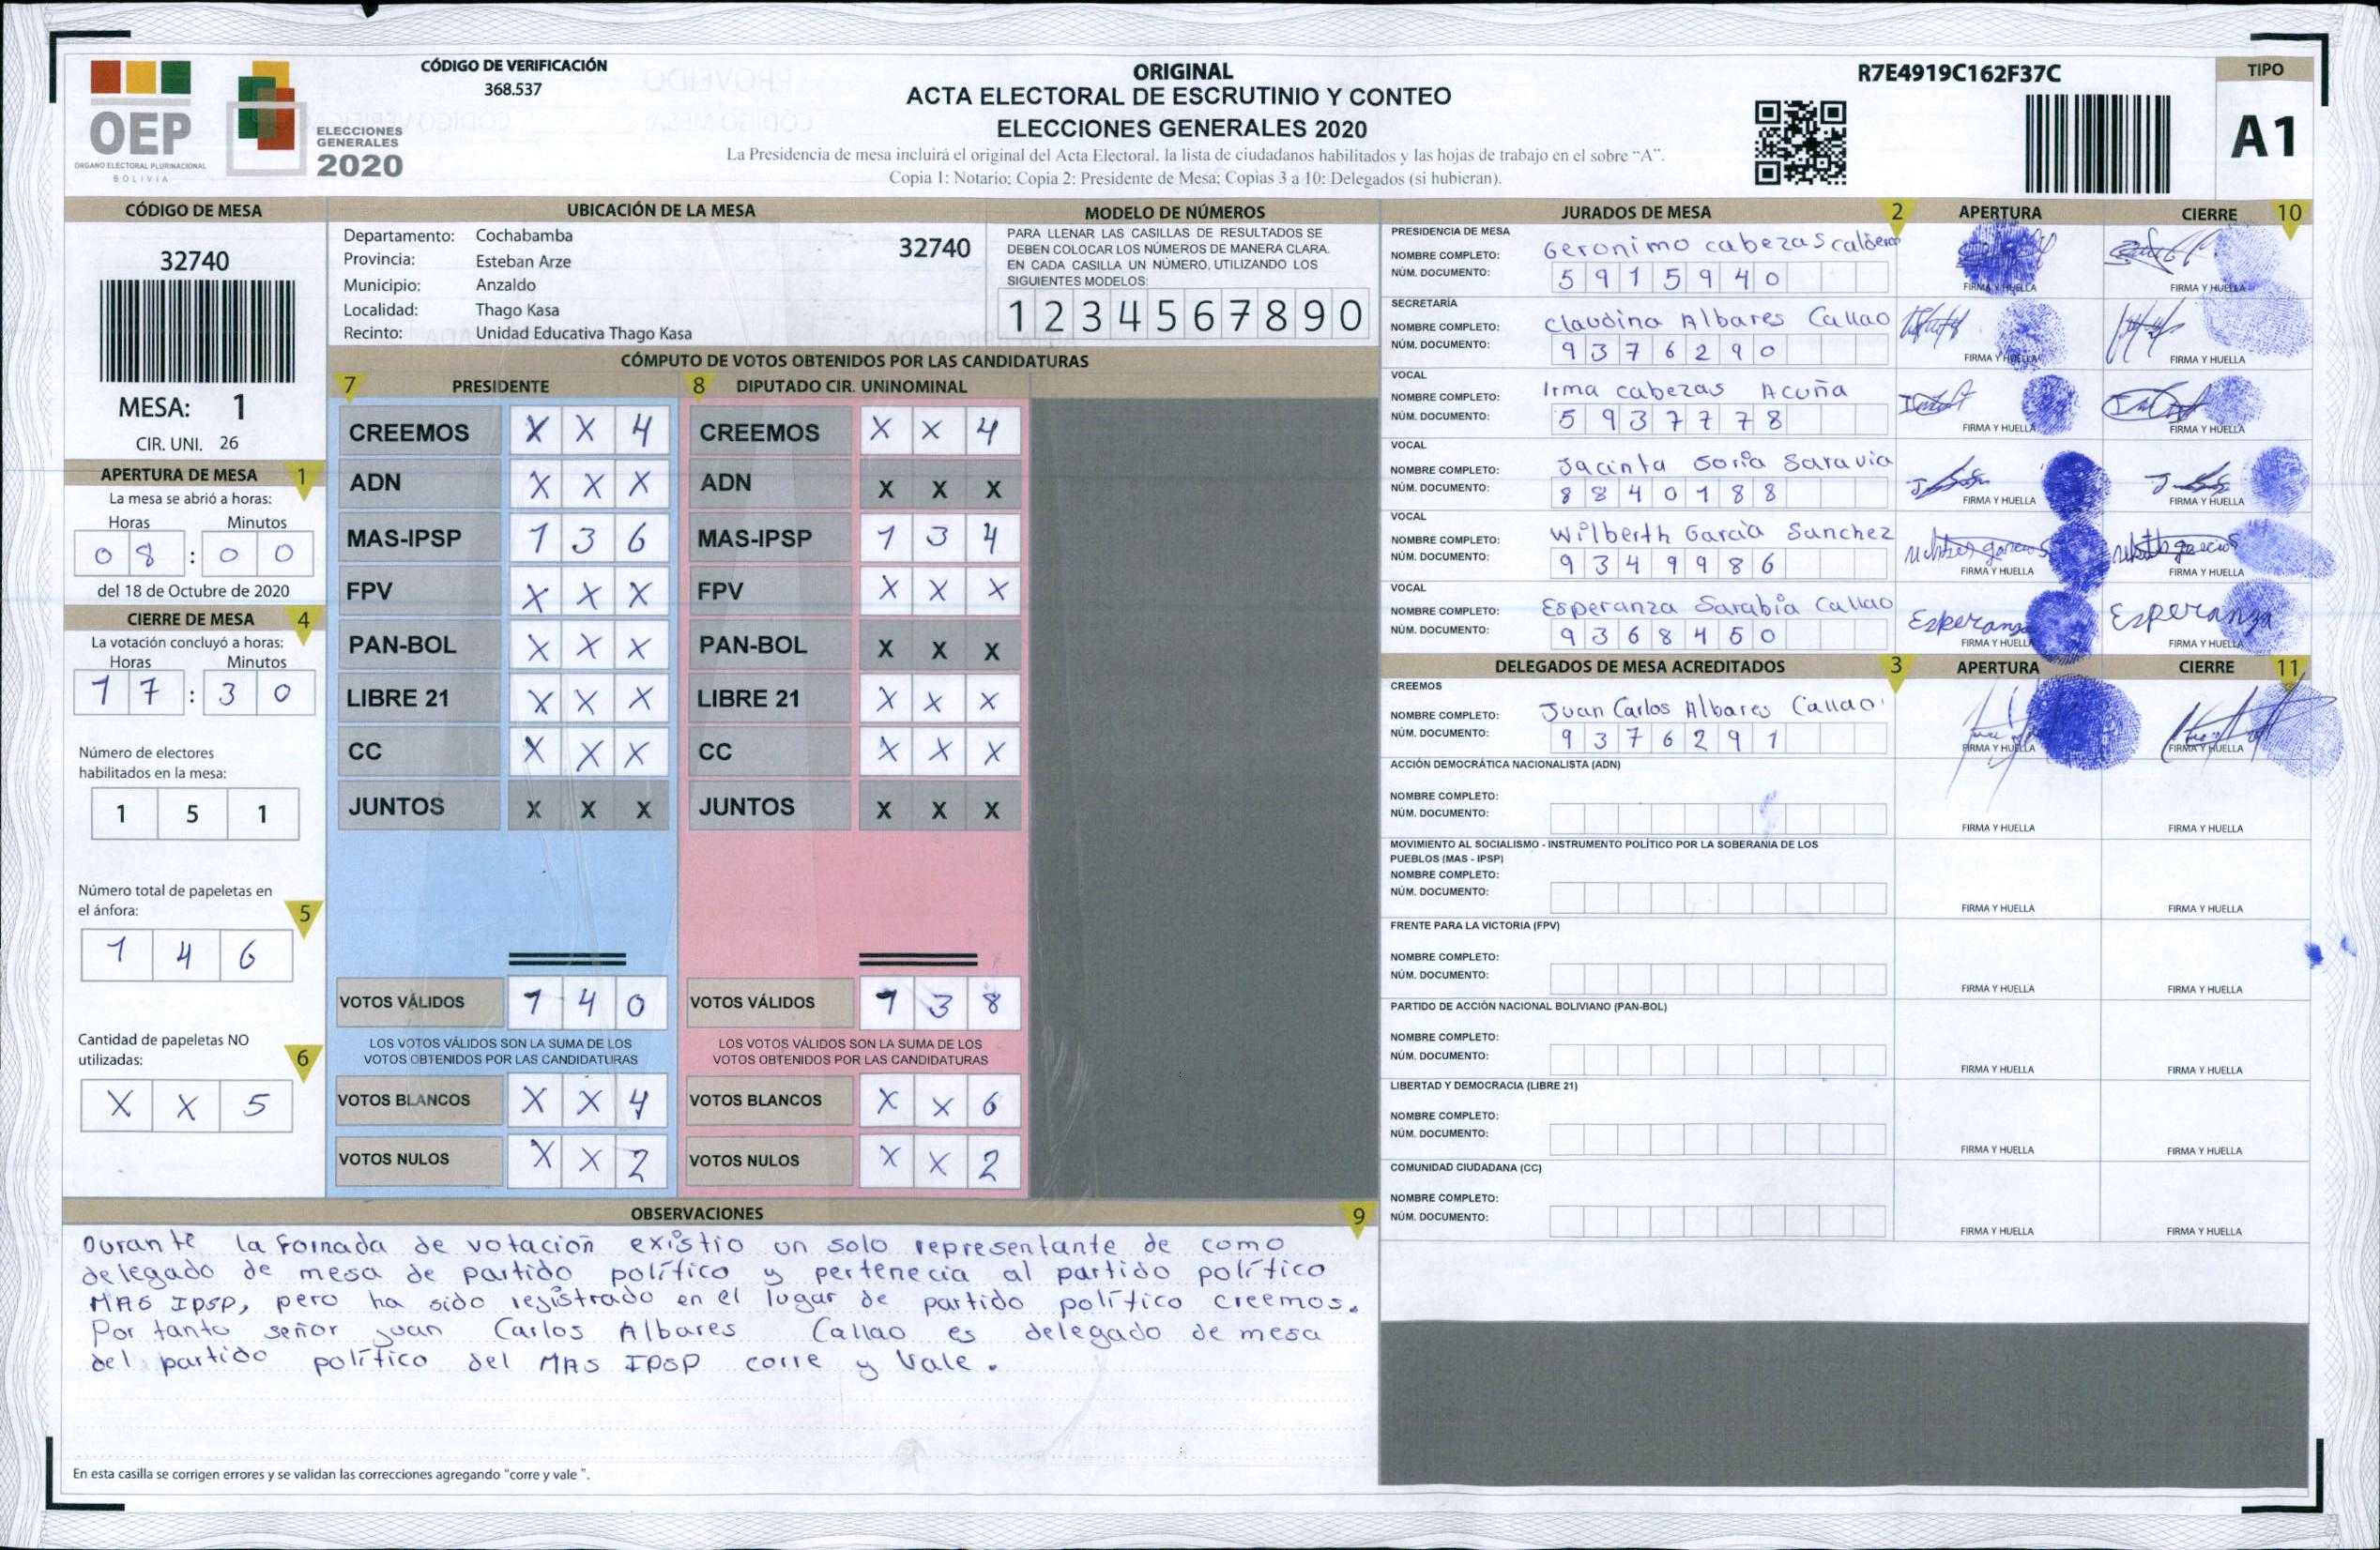 CÓDIGO DE VERIFICACIÓN
368.537
OEP
ÓRGANO ELECTORAL PLURINACIONAL
BOLIVIA
ELECCIONES
GENERALES
2020
ORIGINAL
ACTA ELECTORAL DE ESCRUTINIO Y CONTEO
ELECCIONES GENERALES 2020
La Presidencia de mesa incluirá el original del Acta Electoral, la lista de ciudadanos habilitados y las hojas de trabajo en el sobre "A".
Copia 1: Notario; Copia 2: Presidente de Mesa; Copias 3 a 10: Delegados (si hubieran).
R7E4919C162F37C
TIPO
A1
CÓDIGO DE MESA
32740
MESA: 1
CIR. UNI. 26
APERTURA DE MESA 1
La mesa se abrió a horas:
Horas Minutos
0 8 : 0 0
del 18 de Octubre de 2020
CIERRE DE MESA 4
La votación concluyó a horas:
Horas Minutos
1 7 : 3 0
Número de electores
habilitados en la mesa:
1 5 1
Número total de papeletas en
el ánfora: 5
1 4 6
Cantidad de papeletas NO
utilizadas: 6
X X 5
UBICACIÓN DE LA MESA
Departamento: Cochabamba
Provincia: Esteban Arze
Municipio: Anzaldo
Localidad: Thago Kasa
Recinto: Unidad Educativa Thago Kasa
32740
MODELO DE NÚMEROS
PARA LLENAR LAS CASILLAS DE RESULTADOS SE
DEBEN COLOCAR LOS NÚMEROS DE MANERA CLARA.
EN CADA CASILLA UN NÚMERO, UTILIZANDO LOS
SIGUIENTES MODELOS:
1 2 3 4 5 6 7 8 9 0
CÓMPUTO DE VOTOS OBTENIDOS POR LAS CANDIDATURAS
7 PRESIDENTE 8 DIPUTADO CIR. UNINOMINAL
CREEMOS X X 4 CREEMOS X X 4
ADN X X X ADN X X X
MAS-IPSP 1 3 6 MAS-IPSP 1 3 4
FPV X X X FPV X X X
PAN-BOL X X X PAN-BOL X X X
LIBRE 21 X X X LIBRE 21 X X X
CC X X X CC X X X
JUNTOS X X X JUNTOS X X X
VOTOS VÁLIDOS 1 4 0 VOTOS VÁLIDOS 1 3 8
LOS VOTOS VÁLIDOS SON LA SUMA DE LOS LOS VOTOS VÁLIDOS SON LA SUMA DE LOS
VOTOS OBTENIDOS POR LAS CANDIDATURAS VOTOS OBTENIDOS POR LAS CANDIDATURAS
VOTOS BLANCOS X X 4 VOTOS BLANCOS X X 6
VOTOS NULOS X X 2 VOTOS NULOS X X 2
OBSERVACIONES 9
Durante la Fornada de votación existio un solo representante de como
delegado de mesa de partido político y pertenecia al partido político
MAS IPSP, pero ha sido registrado en el lugar de partido político creemos.
Por tanto señor juan Carlos Albares Callao es delegado de mesa
del partido político del MAS IPSP corre y Vale.
En esta casilla se corrigen errores y se validan las correcciones agregando "corre y vale ".
JURADOS DE MESA 2 APERTURA CIERRE 10
PRESIDENCIA DE MESA
NOMBRE COMPLETO: Geronimo cabezas calderon
NÚM. DOCUMENTO: 5 9 1 5 9 4 0
FIRMA Y HUELLA FIRMA Y HUELLA
SECRETARÍA
NOMBRE COMPLETO: Claudina Albares Callao
NÚM. DOCUMENTO: 9 3 7 6 2 9 0
FIRMA Y HUELLA FIRMA Y HUELLA
VOCAL
NOMBRE COMPLETO: Irma cabezas Acuña
NÚM. DOCUMENTO: 5 9 3 7 7 7 8
FIRMA Y HUELLA FIRMA Y HUELLA
VOCAL
NOMBRE COMPLETO: Jacinta Soria Saravia
NÚM. DOCUMENTO: 8 8 4 0 1 8 8
FIRMA Y HUELLA FIRMA Y HUELLA
VOCAL
NOMBRE COMPLETO: Wilberth Garcia Sanchez
NÚM. DOCUMENTO: 9 3 4 9 9 8 6
FIRMA Y HUELLA FIRMA Y HUELLA
VOCAL
NOMBRE COMPLETO: Esperanza Sarabia Callao
NÚM. DOCUMENTO: 9 3 6 8 4 5 0
Esperanza Esperanza
FIRMA Y HUELLA FIRMA Y HUELLA
DELEGADOS DE MESA ACREDITADOS 3 APERTURA CIERRE 11
CREEMOS
NOMBRE COMPLETO: Juan Carlos Albares Callao
NÚM. DOCUMENTO: 9 3 7 6 2 9 1
FIRMA Y HUELLA FIRMA Y HUELLA
ACCIÓN DEMOCRÁTICA NACIONALISTA (ADN)
NOMBRE COMPLETO:
NÚM. DOCUMENTO:
FIRMA Y HUELLA FIRMA Y HUELLA
MOVIMIENTO AL SOCIALISMO - INSTRUMENTO POLÍTICO POR LA SOBERANÍA DE LOS
PUEBLOS (MAS - IPSP)
NOMBRE COMPLETO:
NÚM. DOCUMENTO:
FIRMA Y HUELLA FIRMA Y HUELLA
FRENTE PARA LA VICTORIA (FPV)
NOMBRE COMPLETO:
NÚM. DOCUMENTO:
FIRMA Y HUELLA FIRMA Y HUELLA
PARTIDO DE ACCIÓN NACIONAL BOLIVIANO (PAN-BOL)
NOMBRE COMPLETO:
NÚM. DOCUMENTO:
FIRMA Y HUELLA FIRMA Y HUELLA
LIBERTAD Y DEMOCRACIA (LIBRE 21)
NOMBRE COMPLETO:
NÚM. DOCUMENTO:
FIRMA Y HUELLA FIRMA Y HUELLA
COMUNIDAD CIUDADANA (CC)
NOMBRE COMPLETO:
NÚM. DOCUMENTO:
FIRMA Y HUELLA FIRMA Y HUELLA